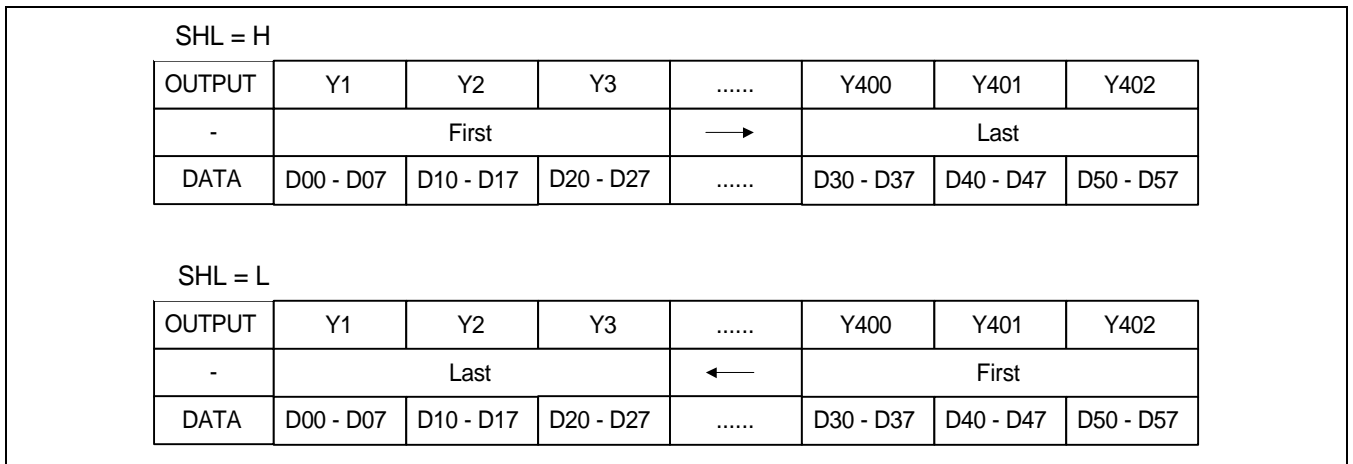 SHL = H
OUTPUT Y1 Y2 Y3 ...... Y400 Y401 Y402
- First → Last
DATA D00 - D07 D10 - D17 D20 - D27 ...... D30 - D37 D40 - D47 D50 - D57
SHL = L
OUTPUT Y1 Y2 Y3 ...... Y400 Y401 Y402
- Last ← First
DATA D00 - D07 D10 - D17 D20 - D27 ...... D30 - D37 D40 - D47 D50 - D57